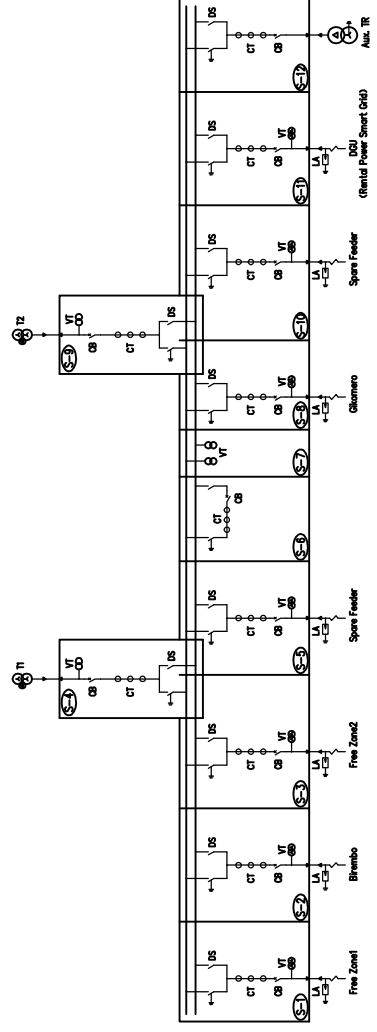 T1
VT
S-4
CB
CT
DS
T2
VT
S-9
CB
CT
DS
DS
CT
CB
VT
S-1
LA
Free Zone1
DS
CT
CB
VT
S-2
LA
Birembo
DS
CT
CB
VT
S-3
LA
Free Zone2
DS
CT
CB
VT
S-5
LA
Spare Feeder
CT
CB
S-6
VT
S-7
DS
CT
CB
VT
S-8
LA
Gikomero
DS
CT
CB
VT
S-10
LA
Spare Feeder
DS
CT
CB
VT
S-11
LA
DGU
(Rental Power Smart Grid)
DS
CT
CB
S-12
Aux. TR